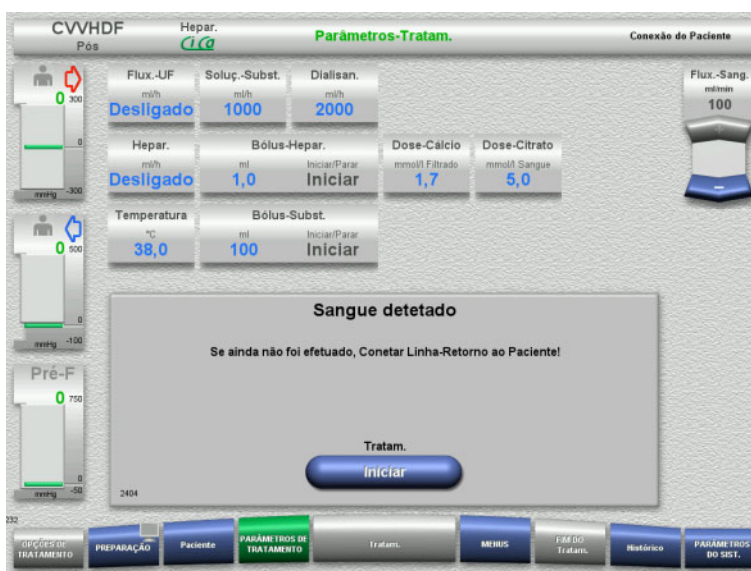 CVVHDF
Pós
Hepar.
CiCa
Parâmetros-Tratam.
Conexão do Paciente
0 300
0
mmHg -300
Flux.-UF
ml/h
Desligado
Soluç.-Subst.
ml/h
1000
Dialisan.
ml/h
2000
Flux.-Sang.
ml/min
100
+
−
Hepar.
ml/h
Desligado
Bólus-Hepar.
ml Iniciar/Parar
1,0 Iniciar
Dose-Cálcio
mmol/l Filtrado
1,7
Dose-Citrato
mmol/l Sangue
5,0
0 500
0
mmHg -100
Temperatura
°C
38,0
Bólus-Subst.
ml Iniciar/Parar
100 Iniciar
Pré-F
0 750
0
mmHg -50
Sangue detetado
Se ainda não foi efetuado, Conetar Linha-Retorno ao Paciente!
Tratam.
Iniciar
2404
232
OPÇÕES DE
TRATAMENTO
PREPARAÇÃO
Paciente
PARÂMETROS DE
TRATAMENTO
Tratam.
MENUS
FIM DO
Tratam.
Histórico
PARÂMETROS
DO SIST.